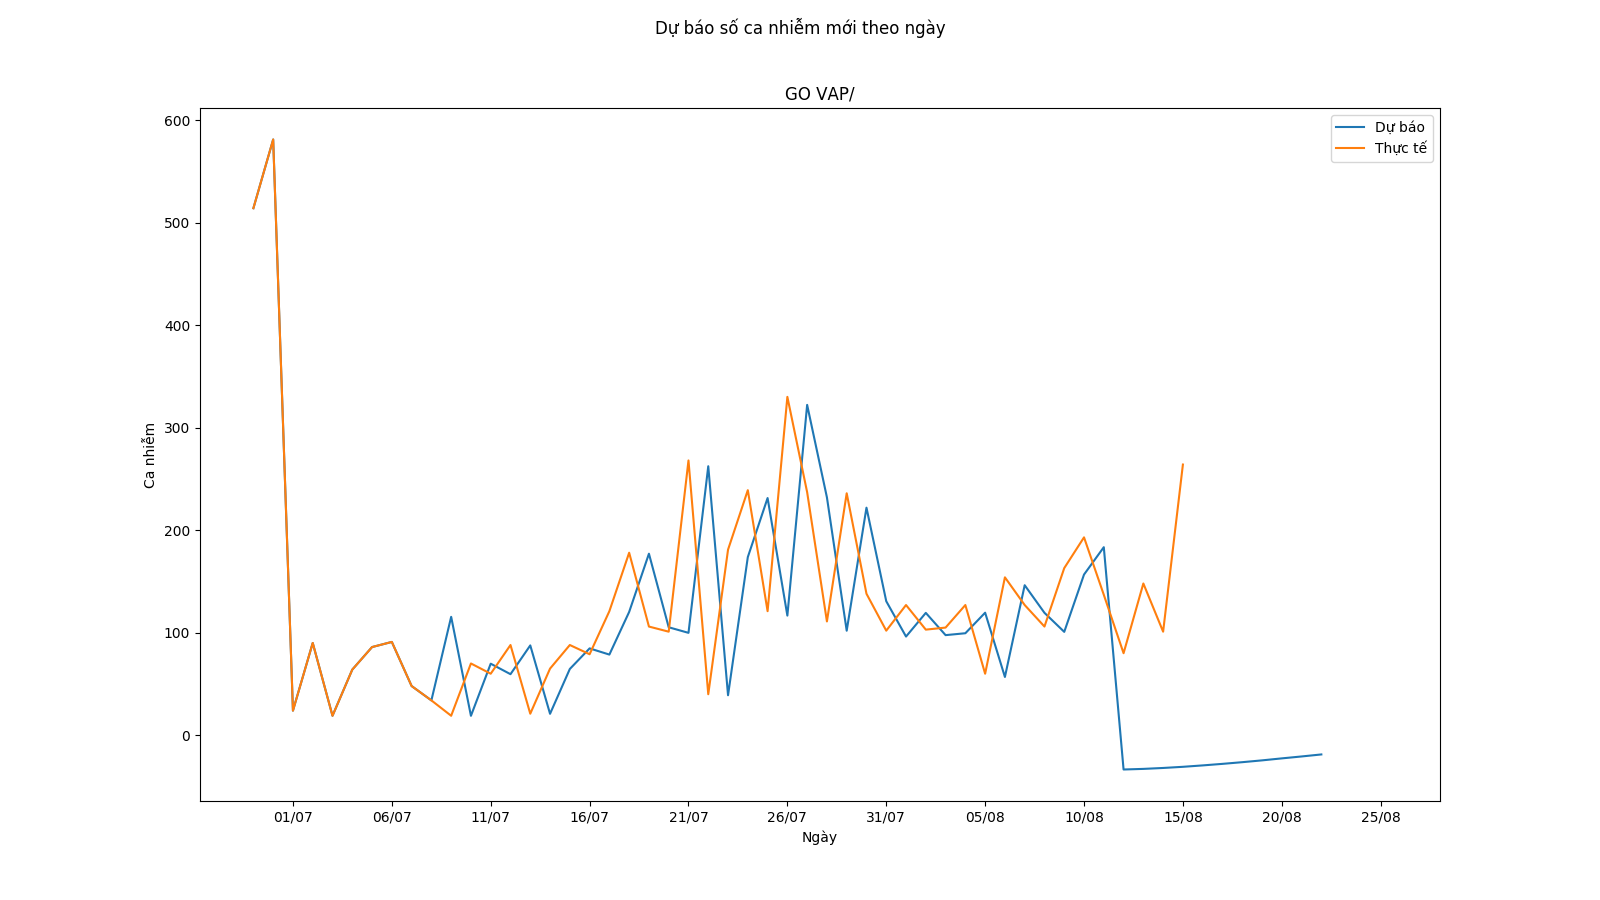 Dự báo số ca nhiễm mới theo ngày
GO VAP/
600
500
400
300
200
100
0
Ca nhiễm
Dự báo
Thực tế
01/07 06/07 11/07 16/07 21/07 26/07 31/07 05/08 10/08 15/08 20/08 25/08
Ngày